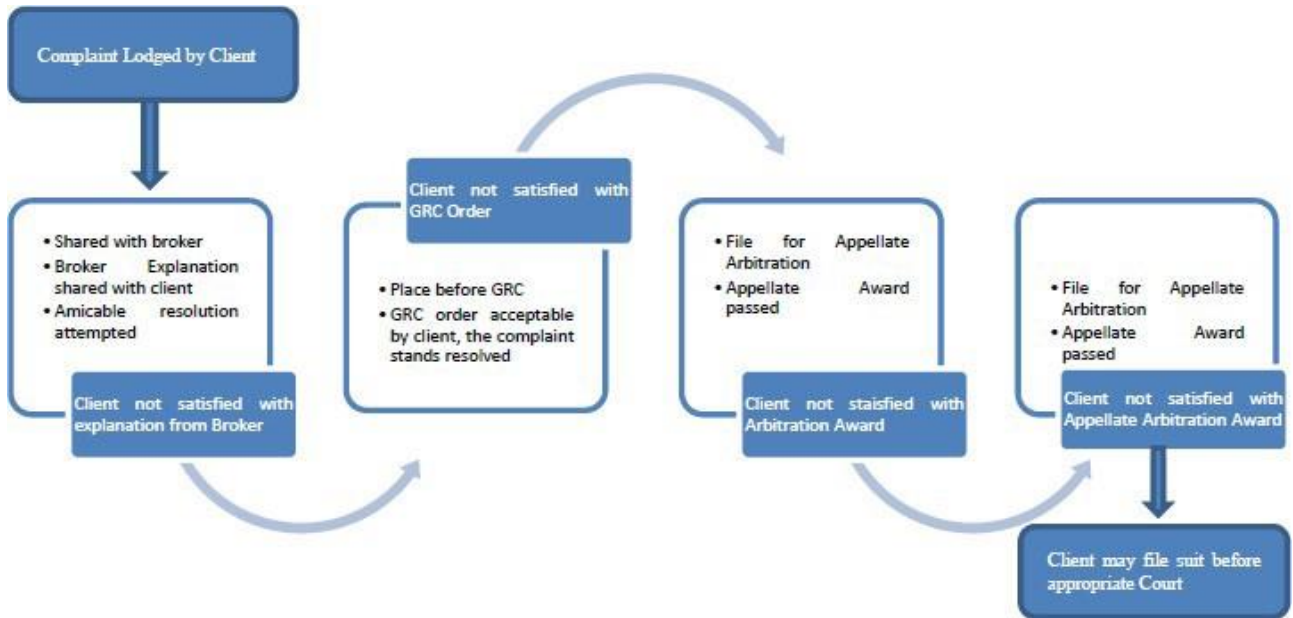 Complaint Lodged by Client
• Shared with broker
• Broker Explanation
shared with client
• Amicable resolution
attempted
Client not satisfied with
explanation from Broker
Client not satisfied with
GRC Order
• Place before GRC
• GRC order acceptable
by client, the complaint
stands resolved
• File for Appellate
Arbitration
• Appellate Award
passed
Client not staisfied with
Arbitration Award
• File for Appellate
Arbitration
• Appellate Award
passed
Client not satisfied with
Appellate Arbitration Award
Client may file suit before
appropriate Court